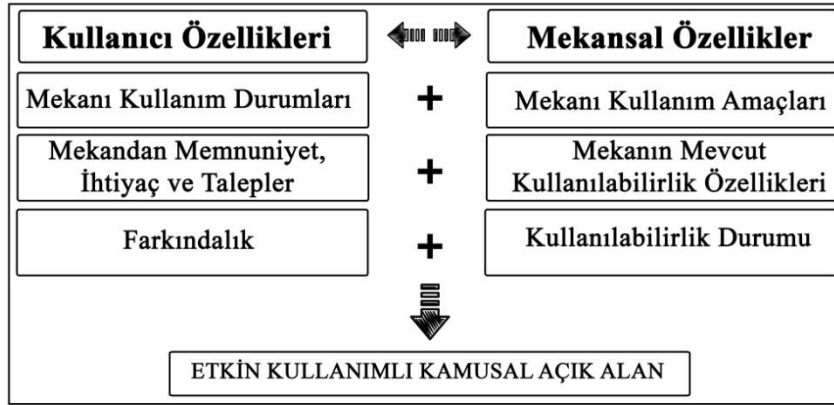 Kullanıcı Özellikleri
Mekansal Özellikler
Mekanı Kullanım Durumları
+
Mekanı Kullanım Amaçları
Mekandan Memnuniyet,
İhtiyaç ve Talepler
+
Mekanın Mevcut
Kullanılabilirlik Özellikleri
Farkındalık
+
Kullanılabilirlik Durumu
ETKİN KULLANIMLI KAMUSAL AÇIK ALAN